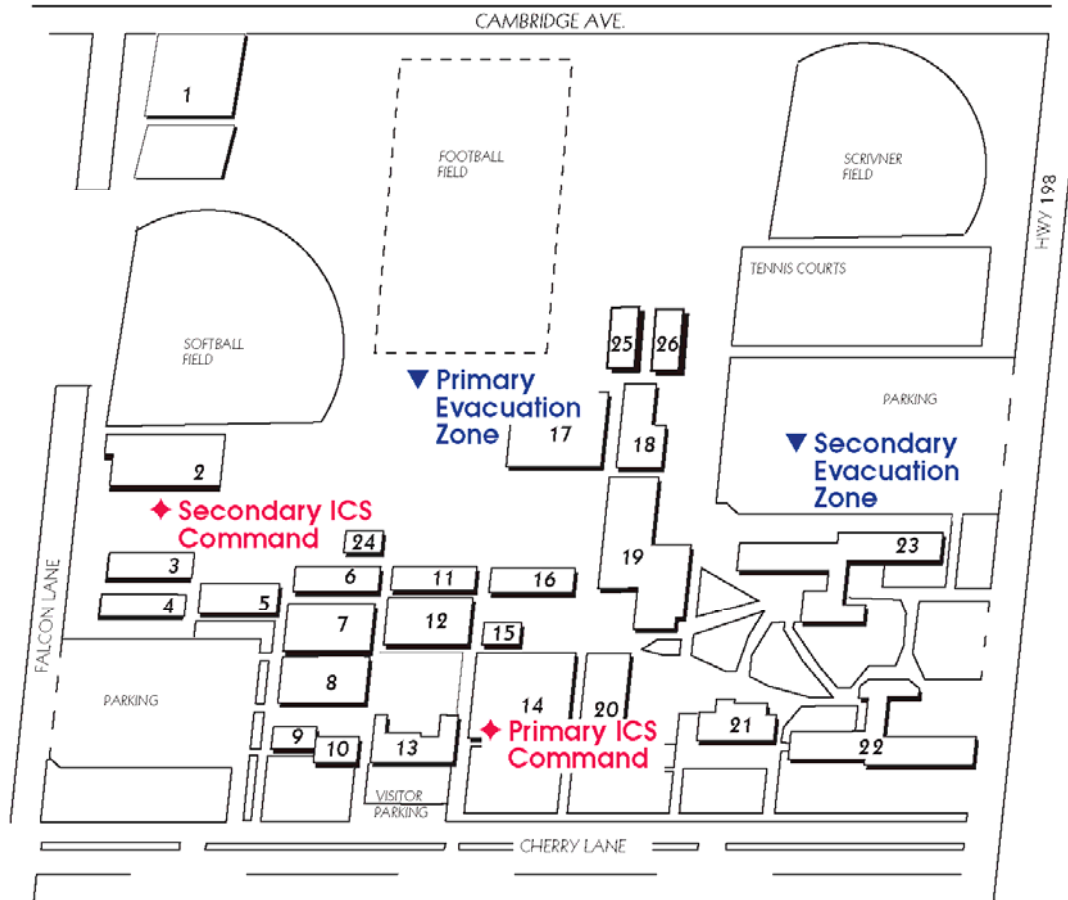 CAMBRIDGE AVE.
1
FOOTBALL
FIELD
SCRIVNER
FIELD
HWY 198
TENNIS COURTS
SOFTBALL
FIELD
25
26
▼ Primary
Evacuation
Zone
17
18
PARKING
▼ Secondary
Evacuation
Zone
2
✦ Secondary ICS
Command
24
23
3
6
11
16
19
4
5
7
12
15
FALCON LANE
8
PARKING
14
20
✦ Primary ICS
Command
9
10
13
21
22
VISITOR
PARKING
CHERRY LANE